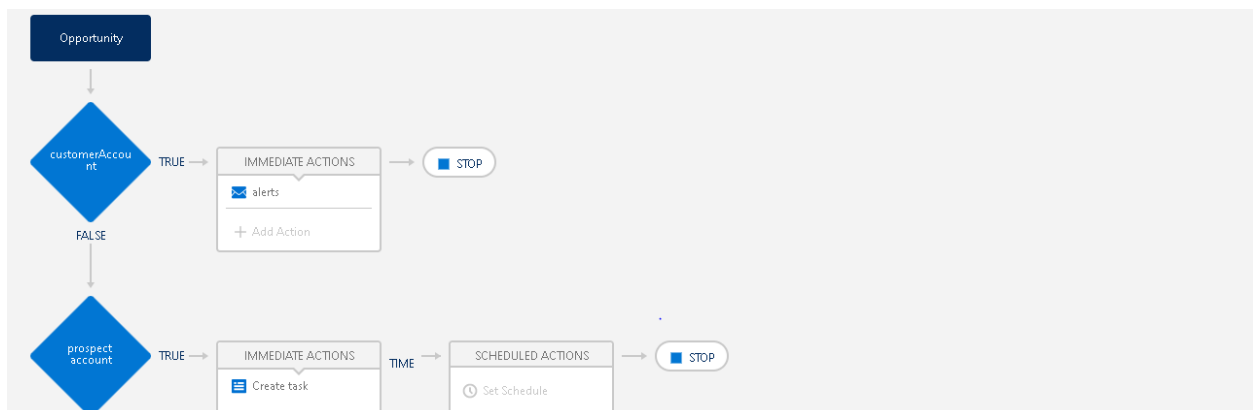 Opportunity
customerAccou
nt
TRUE
IMMEDIATE ACTIONS
STOP
alerts
Add Action
FALSE
prospect
account
TRUE
IMMEDIATE ACTIONS
TIME
SCHEDULED ACTIONS
STOP
Create task
Set Schedule